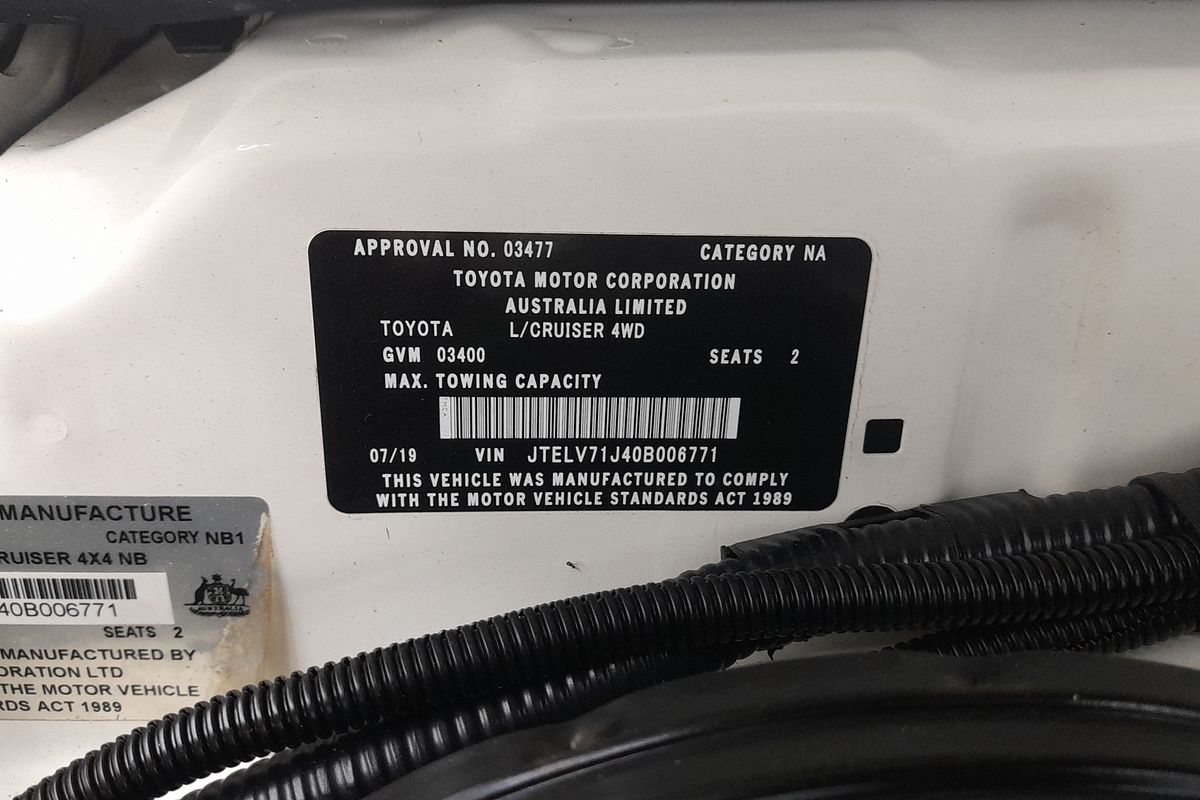 APPROVAL NO. 03477 CATEGORY NA
TOYOTA MOTOR CORPORATION
AUSTRALIA LIMITED
TOYOTA L/CRUISER 4WD
GVM 03400 SEATS 2
MAX. TOWING CAPACITY
MCA
07/19 VIN JTELV71J40B006771
THIS VEHICLE WAS MANUFACTURED TO COMPLY
WITH THE MOTOR VEHICLE STANDARDS ACT 1989
MANUFACTURE
CATEGORY NB1
RUISER 4X4 NB
40B006771
AUSTRALIA
SEATS 2
MANUFACTURED BY
ORATION LTD
THE MOTOR VEHICLE
RDS ACT 1989